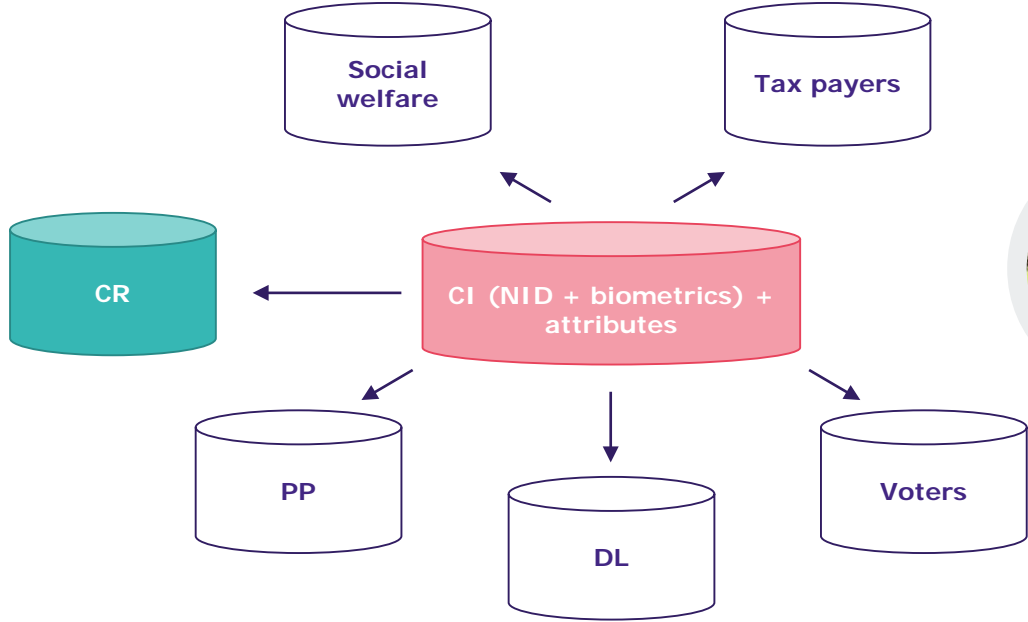 Social
welfare
Tax payers
CR
CI (NID + biometrics) +
attributes
PP
DL
Voters